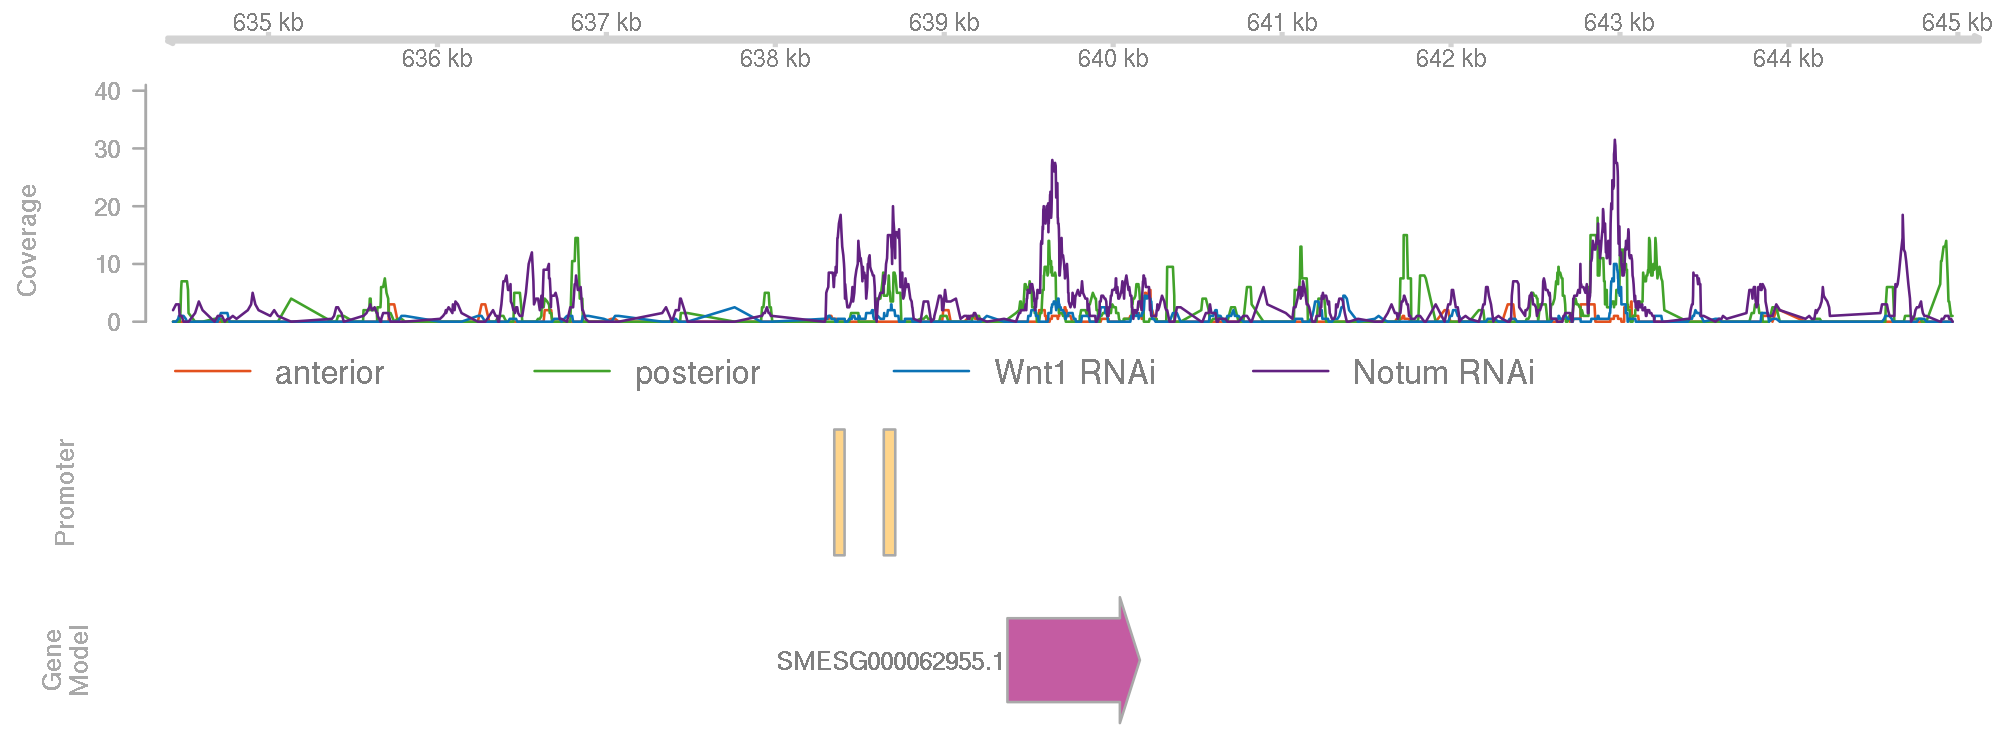 635 kb 637 kb 639 kb 641 kb 643 kb 645 kb
636 kb 638 kb 640 kb 642 kb 644 kb
40
30
20
10
0
Coverage
anterior posterior Wnt1 RNAi Notum RNAi
Promoter
Gene
Model
SMESG000062955.1